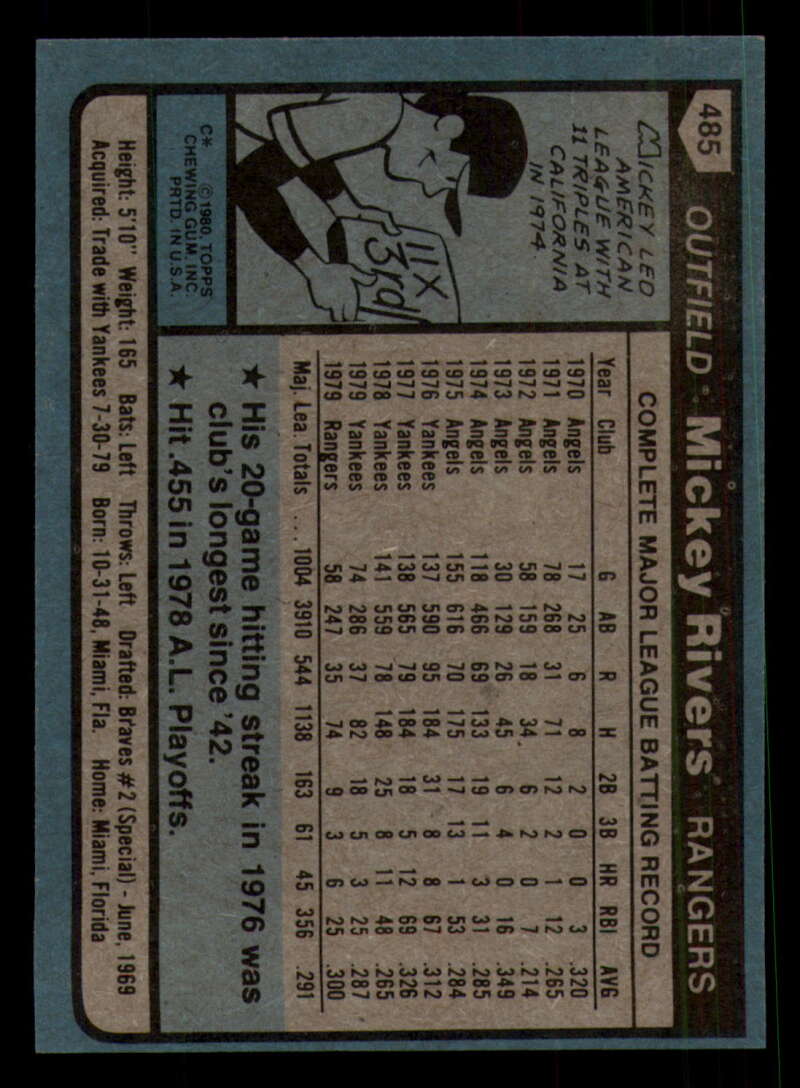 485
OUTFIELD • Mickey Rivers • RANGERS
MICKEY LED
AMERICAN
LEAGUE WITH
11 TRIPLES AT
CALIFORNIA
IN 1974
11X
3rd!
C* © 1980 TOPPS
CHEWING GUM, INC.
PRTD. IN U.S.A.
COMPLETE MAJOR LEAGUE BATTING RECORD
Year Club G AB R H 2B 3B HR RBI AVG
1970 Angels 17 25 6 8 2 0 0 3 .320
1971 Angels 78 268 31 71 12 2 1 12 .265
1972 Angels 58 159 18 34 6 2 0 7 .214
1973 Angels 30 129 26 45 6 4 0 16 .349
1974 Angels 118 466 69 133 19 11 3 31 .285
1975 Angels 155 616 70 175 17 13 1 53 .284
1976 Yankees 137 590 95 184 31 8 8 67 .312
1977 Yankees 138 565 79 184 18 5 12 69 .326
1978 Yankees 141 559 78 148 25 8 11 48 .265
1979 Yankees 74 286 37 82 18 5 3 25 .287
1979 Rangers 58 247 35 74 9 3 6 25 .300
Maj. Lea. Totals ... 1004 3910 544 1138 163 61 45 356 .291
★ His 20-game hitting streak in 1976 was
club's longest since '42.
★ Hit .455 in 1978 A.L. Playoffs.
Height: 5'10" Weight: 165 Bats: Left Throws: Left Drafted: Braves #2 (Special) - June, 1969
Acquired: Trade with Yankees 7-30-79 Born: 10-31-48, Miami, Fla. Home: Miami, Florida